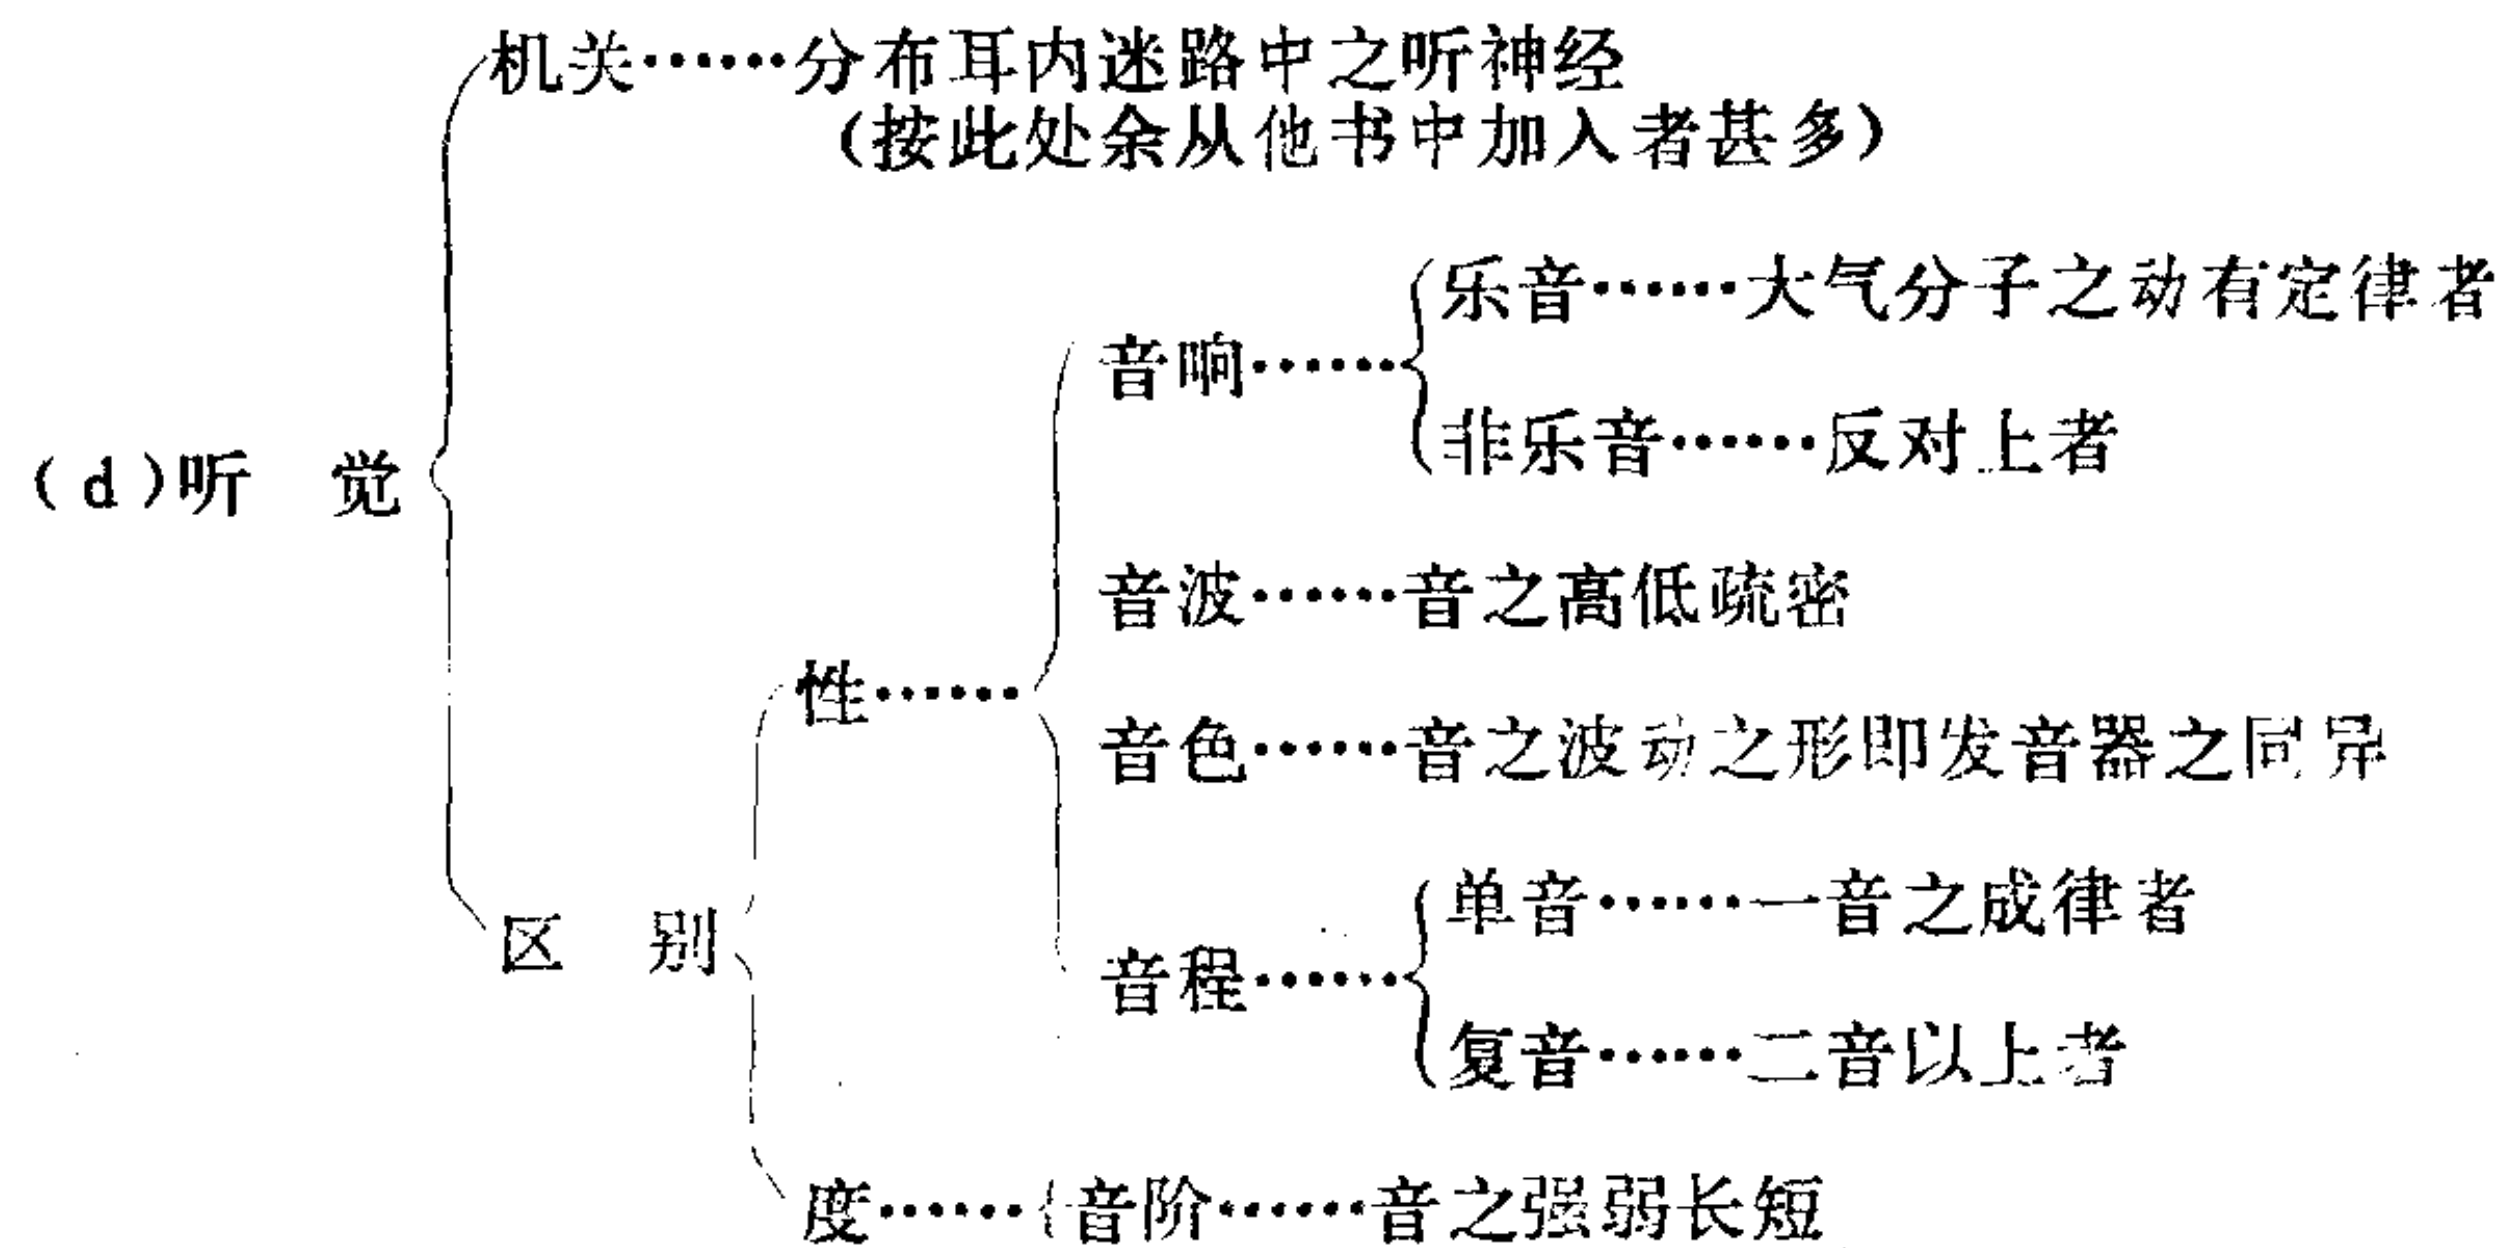 机关……分布耳内迷路中之听神经
(按此处余从他书中加入者甚多)
乐音……大气分子之动有定律者
音响……
非乐音……反对上者
(d)听 觉
音波……音之高低疏密
性……
音色……音之波动之形即发音器之同异
单音……一音之成律者
区 别
音程……
复音……二音以上者
度……音阶……音之强弱长短